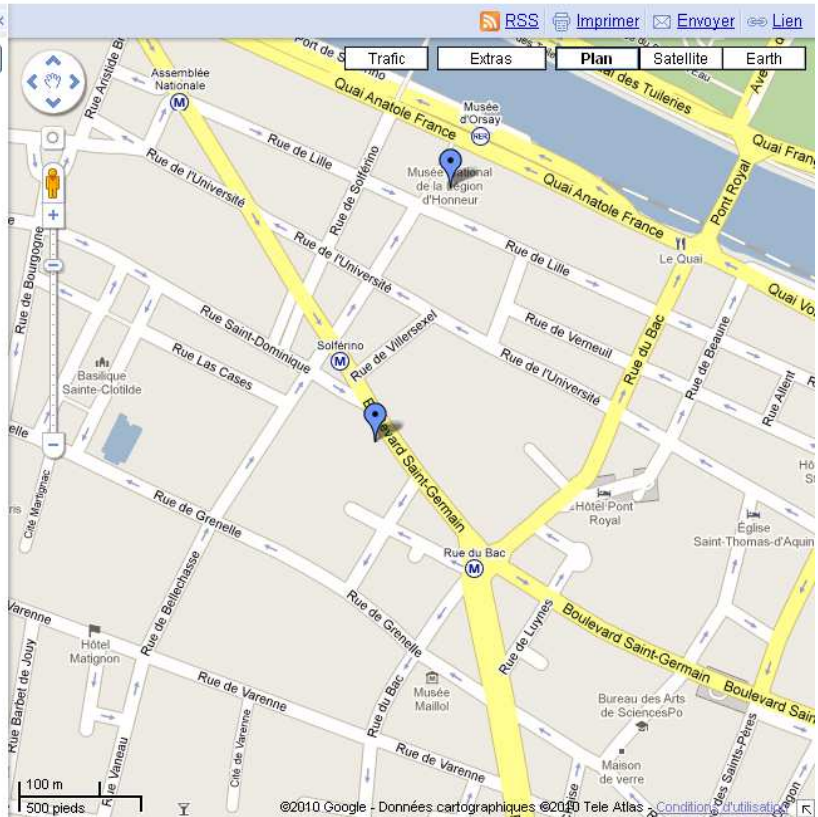 RSS Imprimer Envoyer Lien
Trafic Extras Plan Satellite Earth
Port de Solférino
Quai des Tuileries
Assemblée
Nationale
M
Rue Aristide
Quai Anatole France
Musée
d'Orsay
RER
Quai Fran
Rue de Lille
Musée National
de la Légion
d'Honneur
Pont Royal
Rue de l'Université
Rue de Solférino
Quai Anatole France
Le Quai
Rue de Bourgogne
Rue de l'Université
Rue de Lille
Quai Vo
Rue Saint-Dominique
Rue de Verneuil
Solférino
M
Rue de Villersexel
Rue du Bac
Rue de Beaune
Rue Las Cases
Rue de l'Université
Rue Allent
Basilique
Sainte-Clotilde
elle
Boulevard Saint-Germain
Cité Martignac
Rue de Grenelle
Hôtel Pont
Royal
Église
Saint-Thomas-d'Aquin
Rue du Bac
M
Rue de Bellechasse
Rue de Grenelle
Rue de Luynes
Boulevard Saint-Germain
Varenne
Hôtel
Matignon
Rue Barbet de Jouy
Rue de Varenne
Musée
Maillol
Rue du Bac
Boulevard Sain
Bureau des Arts
de SciencesPo
Rue Vaneau
Cité de Varenne
Rue de Varenne
Maison
de verre
des Saints-Pères
100 m
500 pieds
©2010 Google - Données cartographiques ©2010 Tele Atlas - Conditions d'utilisation